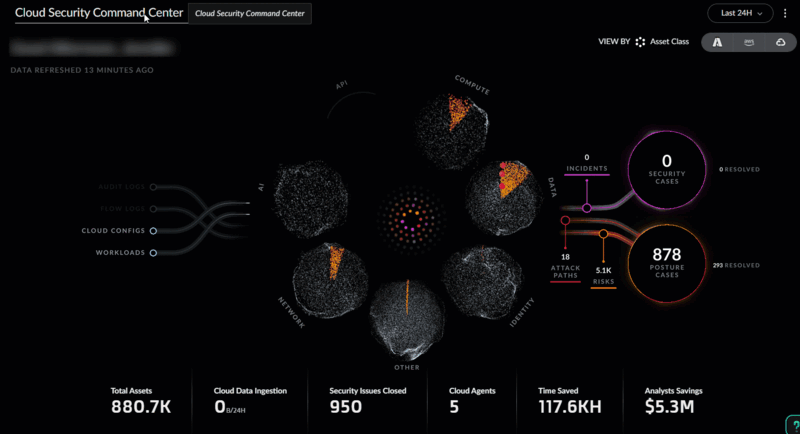 Cloud Security Command Center
Cloud Security Command Center
Last 24H
VIEW BY Asset Class
aws
DATA REFRESHED 13 MINUTES AGO
API
COMPUTE
DATA
IDENTITY
OTHER
NETWORK
AI
AUDIT LOGS
FLOW LOGS
CLOUD CONFIGS
WORKLOADS
0
INCIDENTS
0
SECURITY
CASES
0 RESOLVED
18
ATTACK
PATHS
5.1K
RISKS
878
POSTURE
CASES
293 RESOLVED
Total Assets
880.7K
Cloud Data Ingestion
0B/24H
Security Issues Closed
950
Cloud Agents
5
Time Saved
117.6KH
Analysts Savings
$5.3M
?